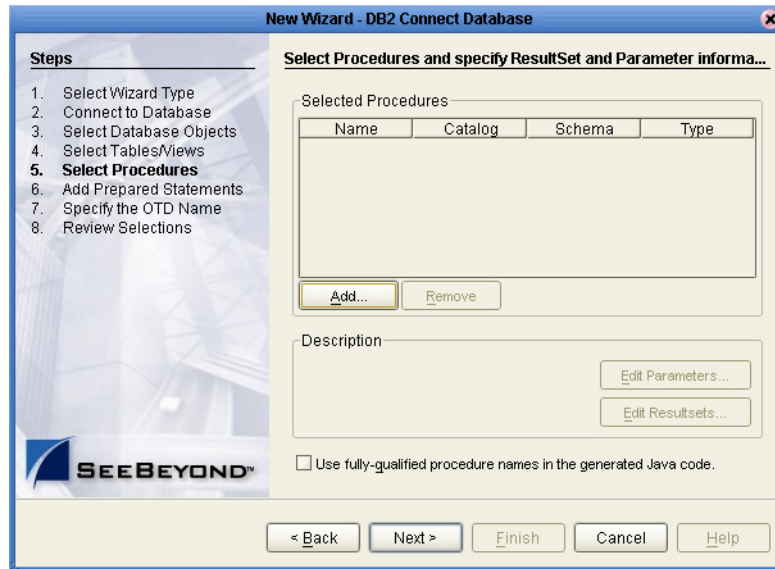 New Wizard - DB2 Connect Database
Steps
1. Select Wizard Type
2. Connect to Database
3. Select Database Objects
4. Select Tables/Views
5. Select Procedures
6. Add Prepared Statements
7. Specify the OTD Name
8. Review Selections
SEEBEYOND™
Select Procedures and specify ResultSet and Parameter informa...
Selected Procedures
Name Catalog Schema Type
Add... Remove
Description
Edit Parameters...
Edit Resultsets...
Use fully-qualified procedure names in the generated Java code.
< Back Next > Finish Cancel Help